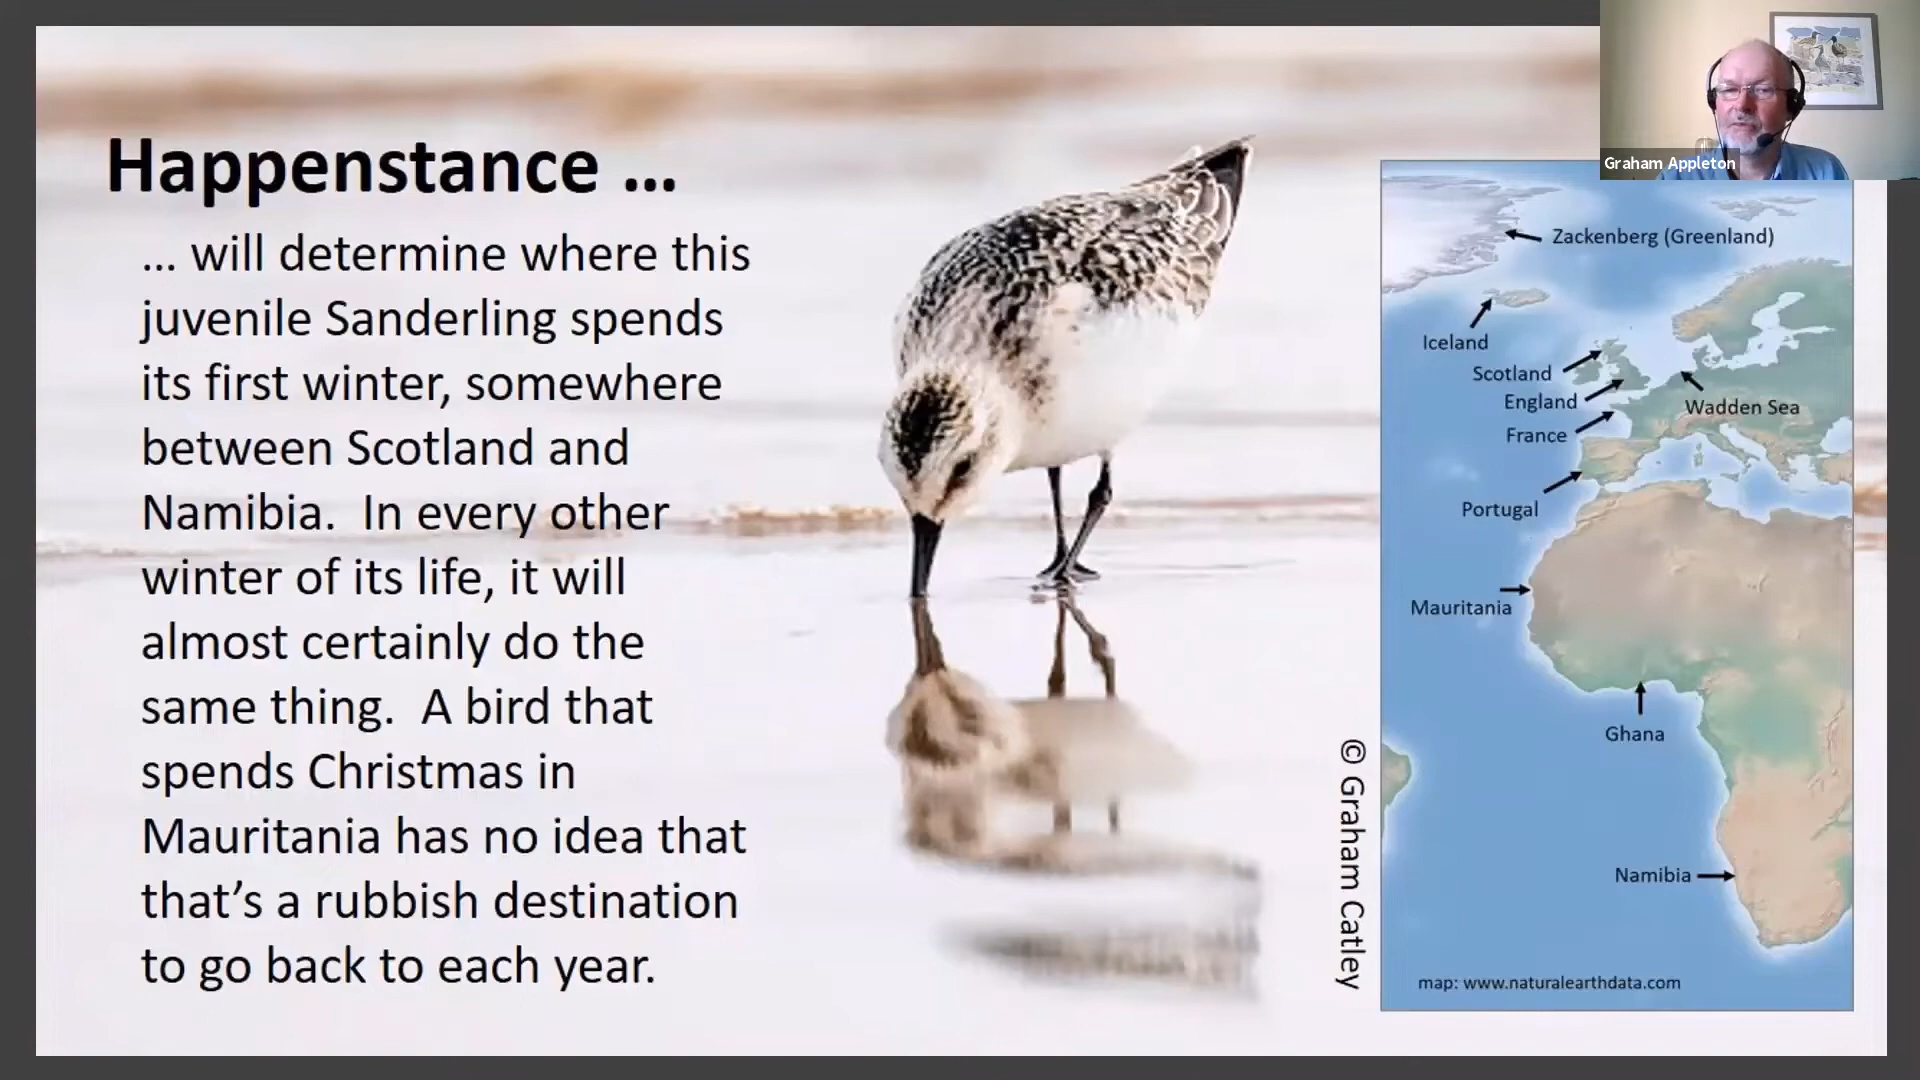 Happenstance ...
... will determine where this
juvenile Sanderling spends
its first winter, somewhere
between Scotland and
Namibia.  In every other
winter of its life, it will
almost certainly do the
same thing.  A bird that
spends Christmas in
Mauritania has no idea that
that’s a rubbish destination
to go back to each year.
© Graham Catley
Graham Appleton
Zackenberg (Greenland)
Iceland
Scotland
England
Wadden Sea
France
Portugal
Mauritania
Ghana
Namibia
map: www.naturalearthdata.com